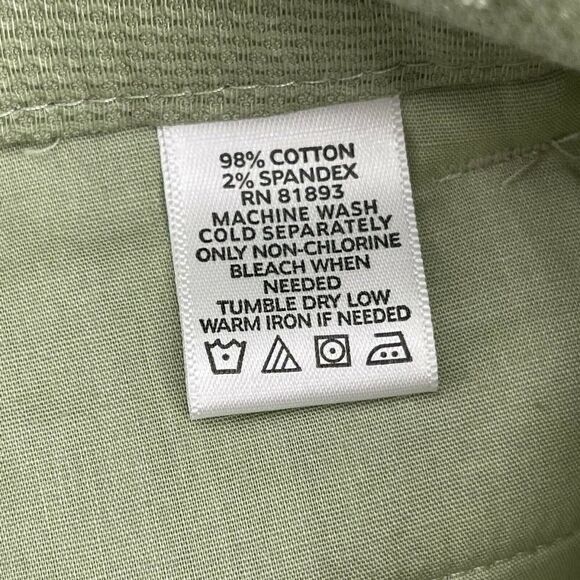 98% COTTON
2% SPANDEX
RN 81893
MACHINE WASH
COLD SEPARATELY
ONLY NON-CHLORINE
BLEACH WHEN
NEEDED
TUMBLE DRY LOW
WARM IRON IF NEEDED